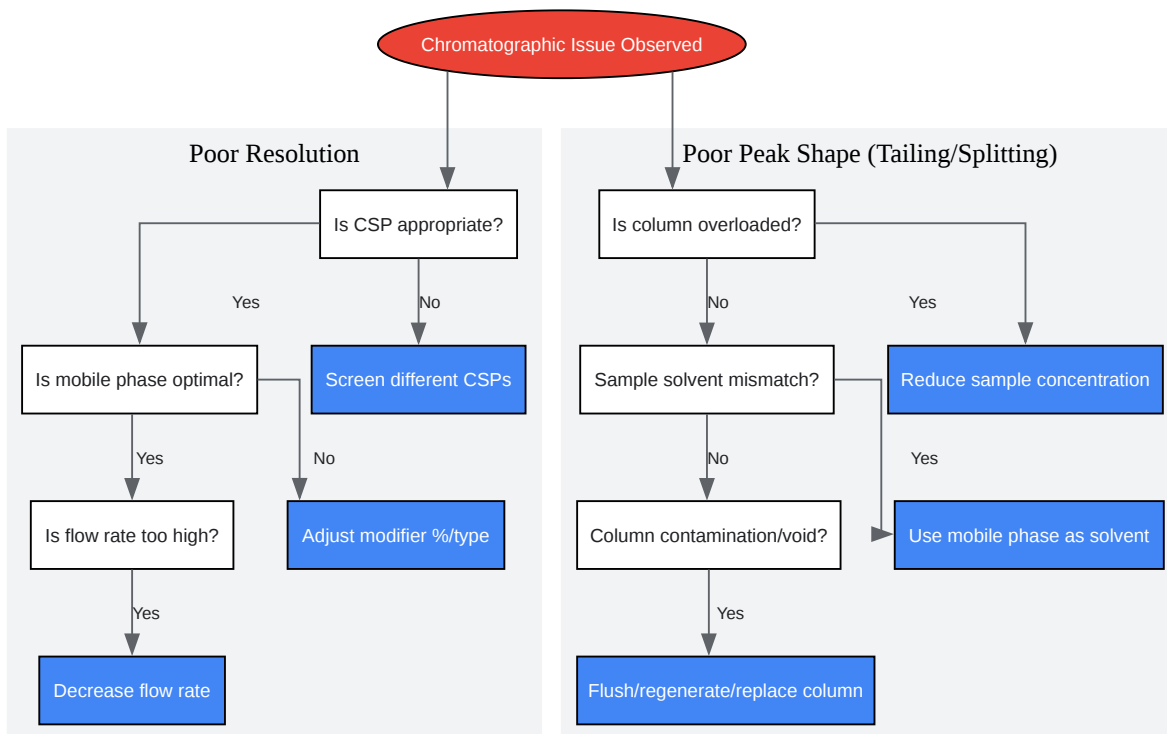 Chromatographic Issue Observed
Poor Resolution
Is CSP appropriate?
Yes
No
Is mobile phase optimal?
Screen different CSPs
Yes
No
Is flow rate too high?
Adjust modifier %/type
Yes
Decrease flow rate
Poor Peak Shape (Tailing/Splitting)
Is column overloaded?
No
Yes
Sample solvent mismatch?
Reduce sample concentration
No
Yes
Column contamination/void?
Use mobile phase as solvent
Yes
Flush/regenerate/replace column